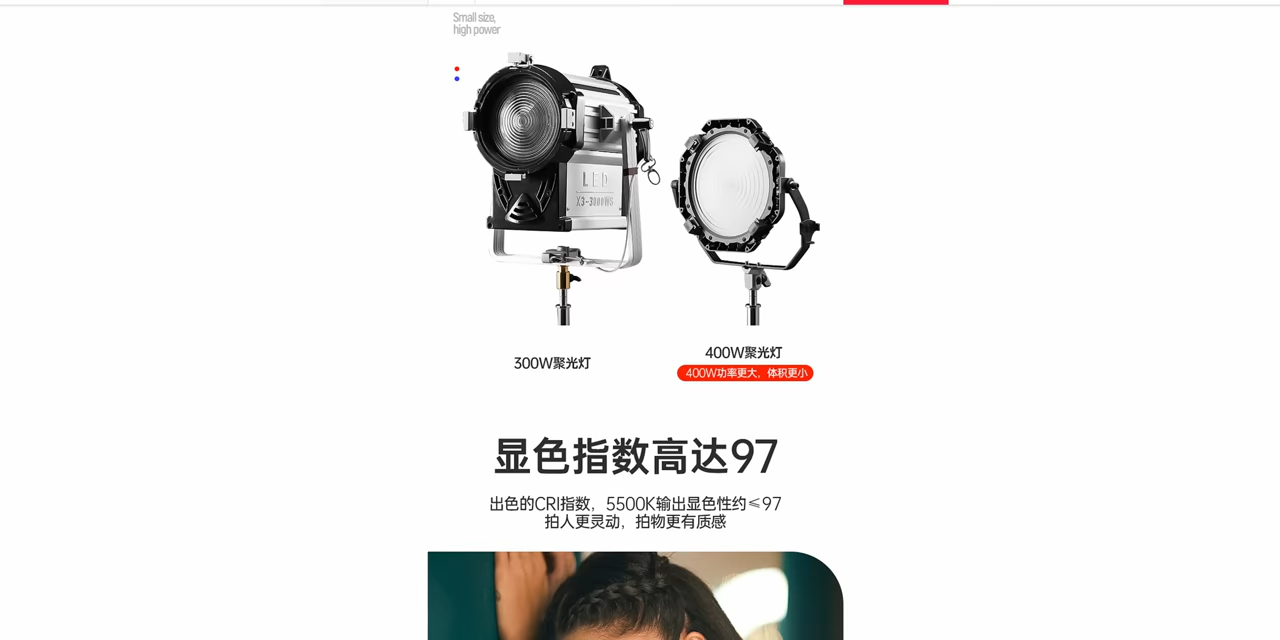 Small size,
high power
LED
X3-3000WS
300W聚光灯
400W聚光灯
400W功率更大，体积更小
显色指数高达97
出色的CRI指数，5500K输出显色性约≤97
拍人更灵动，拍物更有质感